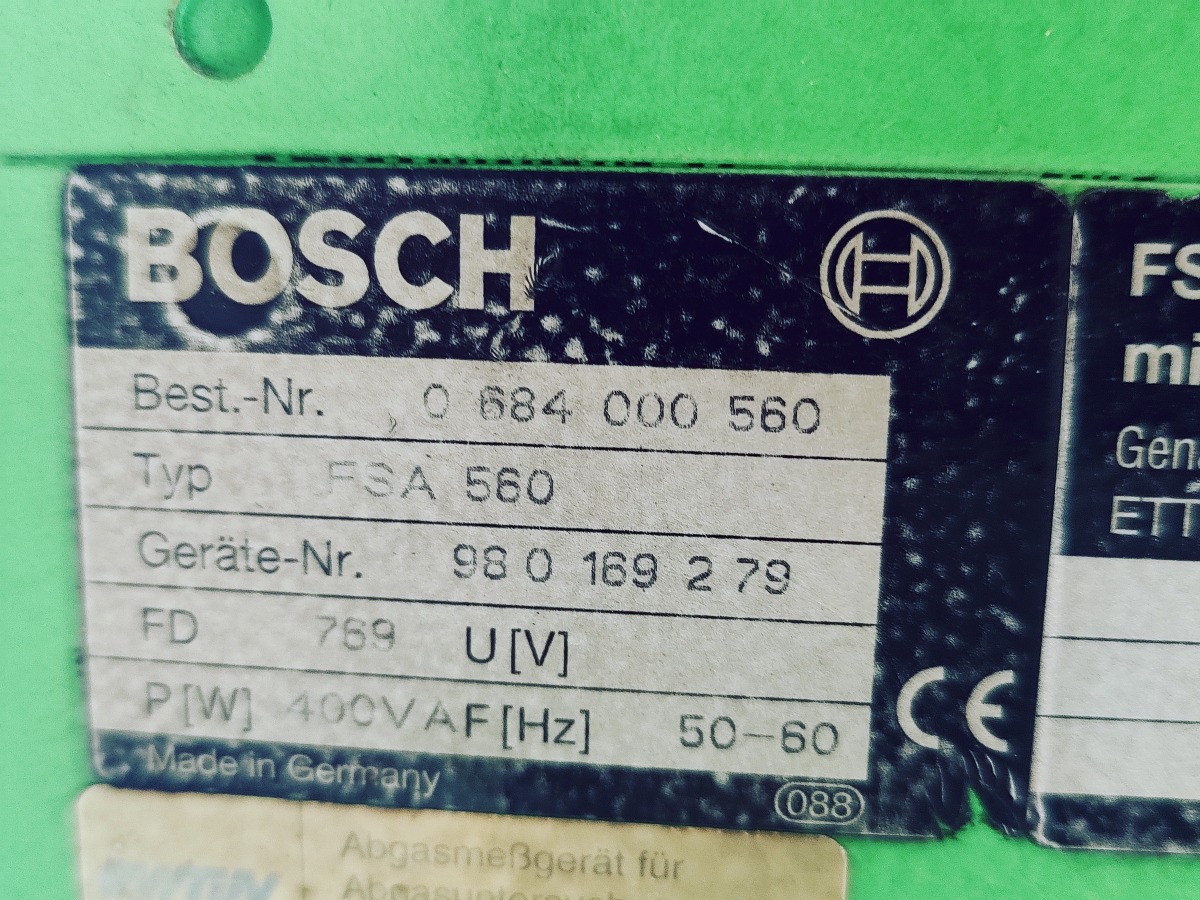 BOSCH
Best.-Nr. 0 684 000 560
Typ FSA 560
Geräte-Nr. 98 0 169 2 79
FD 769 U [V]
P [W] 400VA F [Hz] 50-60
Made in Germany
CE
088
FS
mi
Gen
ETT
Abgasmeßgerät für